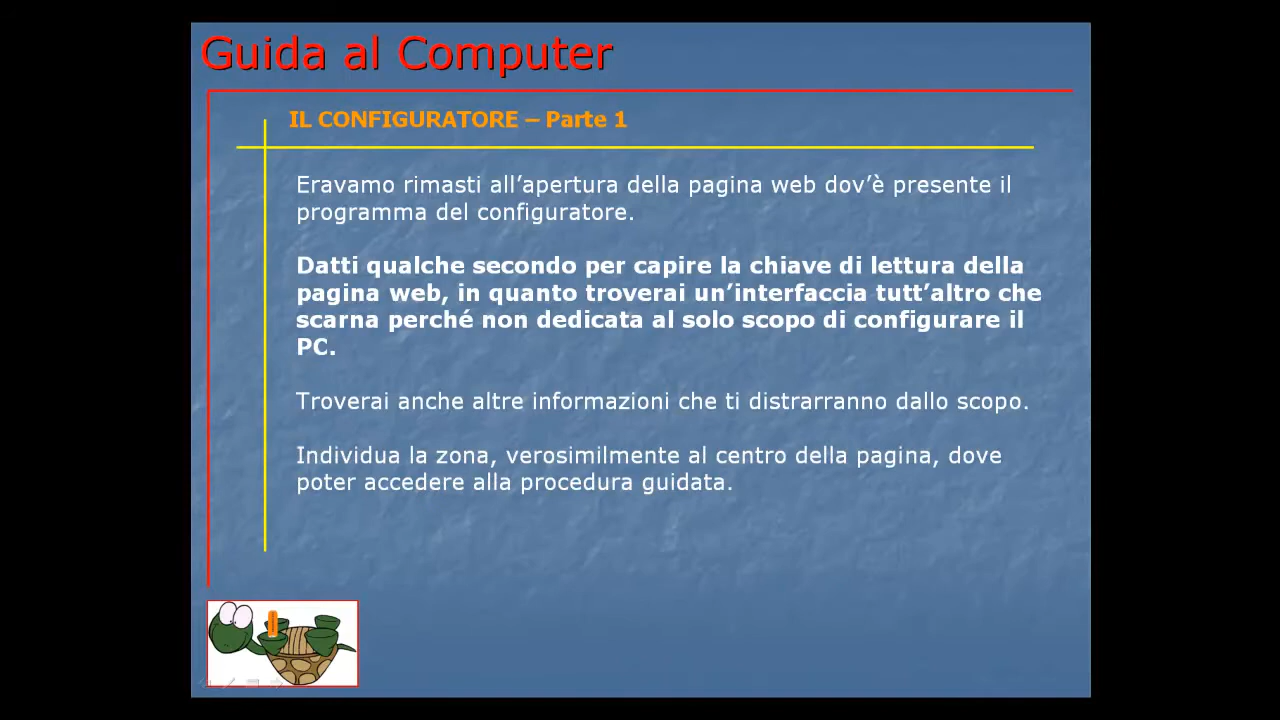 Guida al Computer
IL CONFIGURATORE – Parte 1
Eravamo rimasti all’apertura della pagina web dov’è presente il
programma del configuratore.
Datti qualche secondo per capire la chiave di lettura della
pagina web, in quanto troverai un’interfaccia tutt’altro che
scarna perché non dedicata al solo scopo di configurare il
PC.
Troverai anche altre informazioni che ti distrarranno dallo scopo.
Individua la zona, verosimilmente al centro della pagina, dove
poter accedere alla procedura guidata.